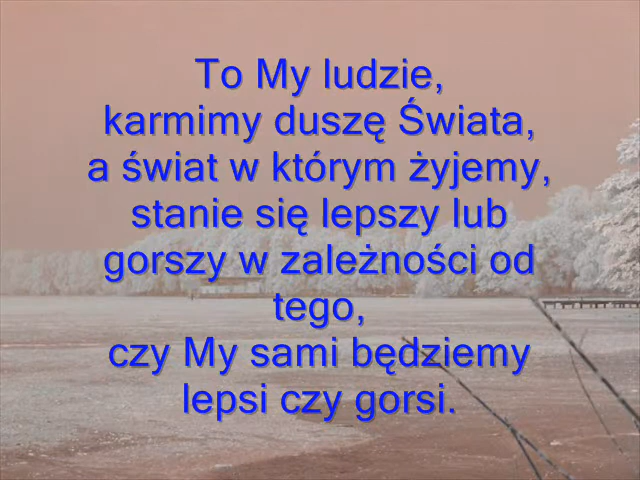 To My ludzie,
karmimy duszę Świata,
a świat w którym żyjemy,
stanie się lepszy lub
gorszy w zależności od
tego,
czy My sami będziemy
lepsi czy gorsi.